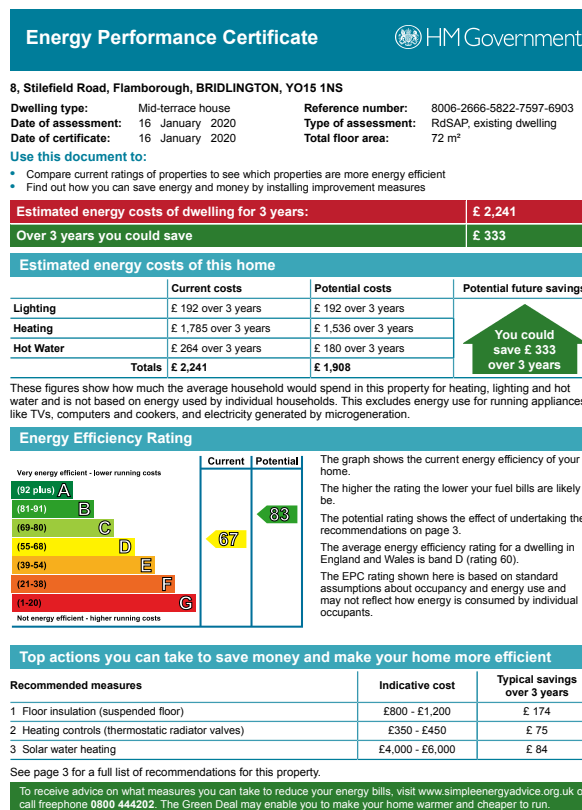 Energy Performance Certificate
HM Government
8, Stilefield Road, Flamborough, BRIDLINGTON, YO15 1NS
Dwelling type: Mid-terrace house
Date of assessment: 16 January 2020
Date of certificate: 16 January 2020
Reference number: 8006-2666-5822-7597-6903
Type of assessment: RdSAP, existing dwelling
Total floor area: 72 m²
Use this document to:
• Compare current ratings of properties to see which properties are more energy efficient
• Find out how you can save energy and money by installing improvement measures
Estimated energy costs of dwelling for 3 years: £ 2,241
Over 3 years you could save £ 333
Estimated energy costs of this home
Current costs Potential costs Potential future savings
Lighting £ 192 over 3 years £ 192 over 3 years
Heating £ 1,785 over 3 years £ 1,536 over 3 years
Hot Water £ 264 over 3 years £ 180 over 3 years
Totals £ 2,241 £ 1,908
You could
save £ 333
over 3 years
These figures show how much the average household would spend in this property for heating, lighting and hot
water and is not based on energy used by individual households. This excludes energy use for running appliances
like TVs, computers and cookers, and electricity generated by microgeneration.
Energy Efficiency Rating
Current Potential
Very energy efficient - lower running costs
(92 plus) A
(81-91) B
(69-80) C
(55-68) D
(39-54) E
(21-38) F
(1-20) G
Not energy efficient - higher running costs
67
83
The graph shows the current energy efficiency of your
home.
The higher the rating the lower your fuel bills are likely
be.
The potential rating shows the effect of undertaking the
recommendations on page 3.
The average energy efficiency rating for a dwelling in
England and Wales is band D (rating 60).
The EPC rating shown here is based on standard
assumptions about occupancy and energy use and
may not reflect how energy is consumed by individual
occupants.
Top actions you can take to save money and make your home more efficient
Recommended measures Indicative cost Typical savings
over 3 years
1 Floor insulation (suspended floor) £800 - £1,200 £ 174
2 Heating controls (thermostatic radiator valves) £350 - £450 £ 75
3 Solar water heating £4,000 - £6,000 £ 84
See page 3 for a full list of recommendations for this property.
To receive advice on what measures you can take to reduce your energy bills, visit www.simpleenergyadvice.org.uk or
call freephone 0800 444202. The Green Deal may enable you to make your home warmer and cheaper to run.